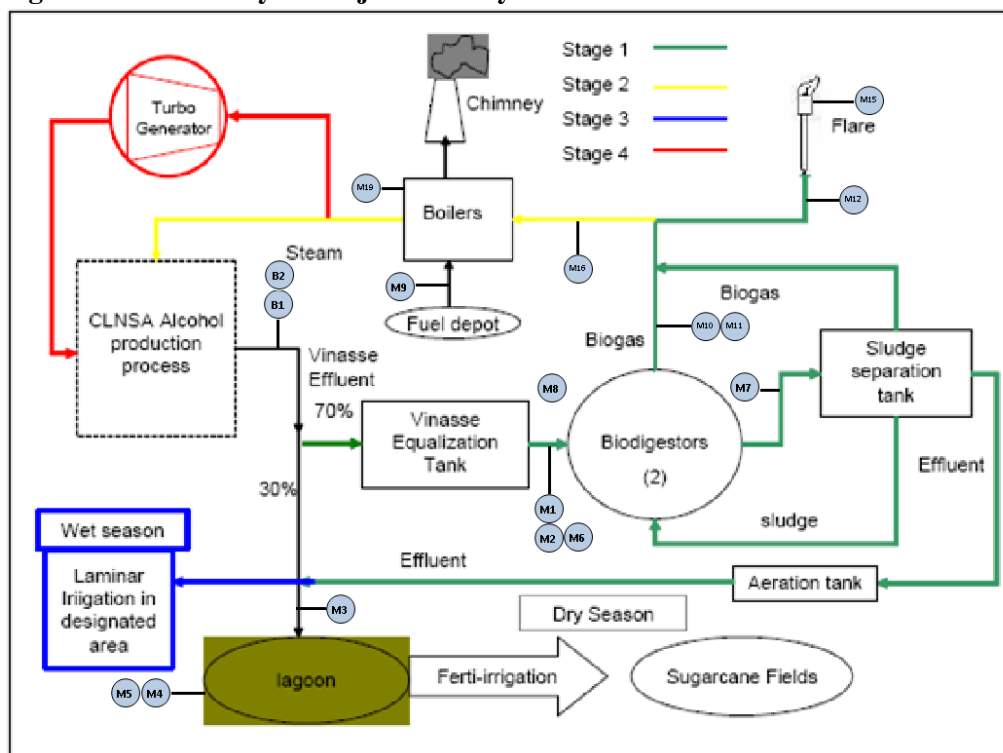 Stage 1
Stage 2
Stage 3
Stage 4
Chimney
Turbo
Generator
M15
Flare
M19
M12
Boilers
Steam
M16
B2
B1
M9
Biogas
CLNSA Alcohol
production
process
Fuel depot
Biogas
M10
M11
Sludge
separation
tank
Vinasse
Effluent
70%
M8
M7
Vinasse
Equalization
Tank
Biodigestors
(2)
Effluent
30%
M1
M2
M6
sludge
Wet season
Effluent
Aeration tank
Laminar
Iriigation in
designated
area
M3
Dry Season
M5
M4
lagoon
Ferti-irrigation
Sugarcane Fields